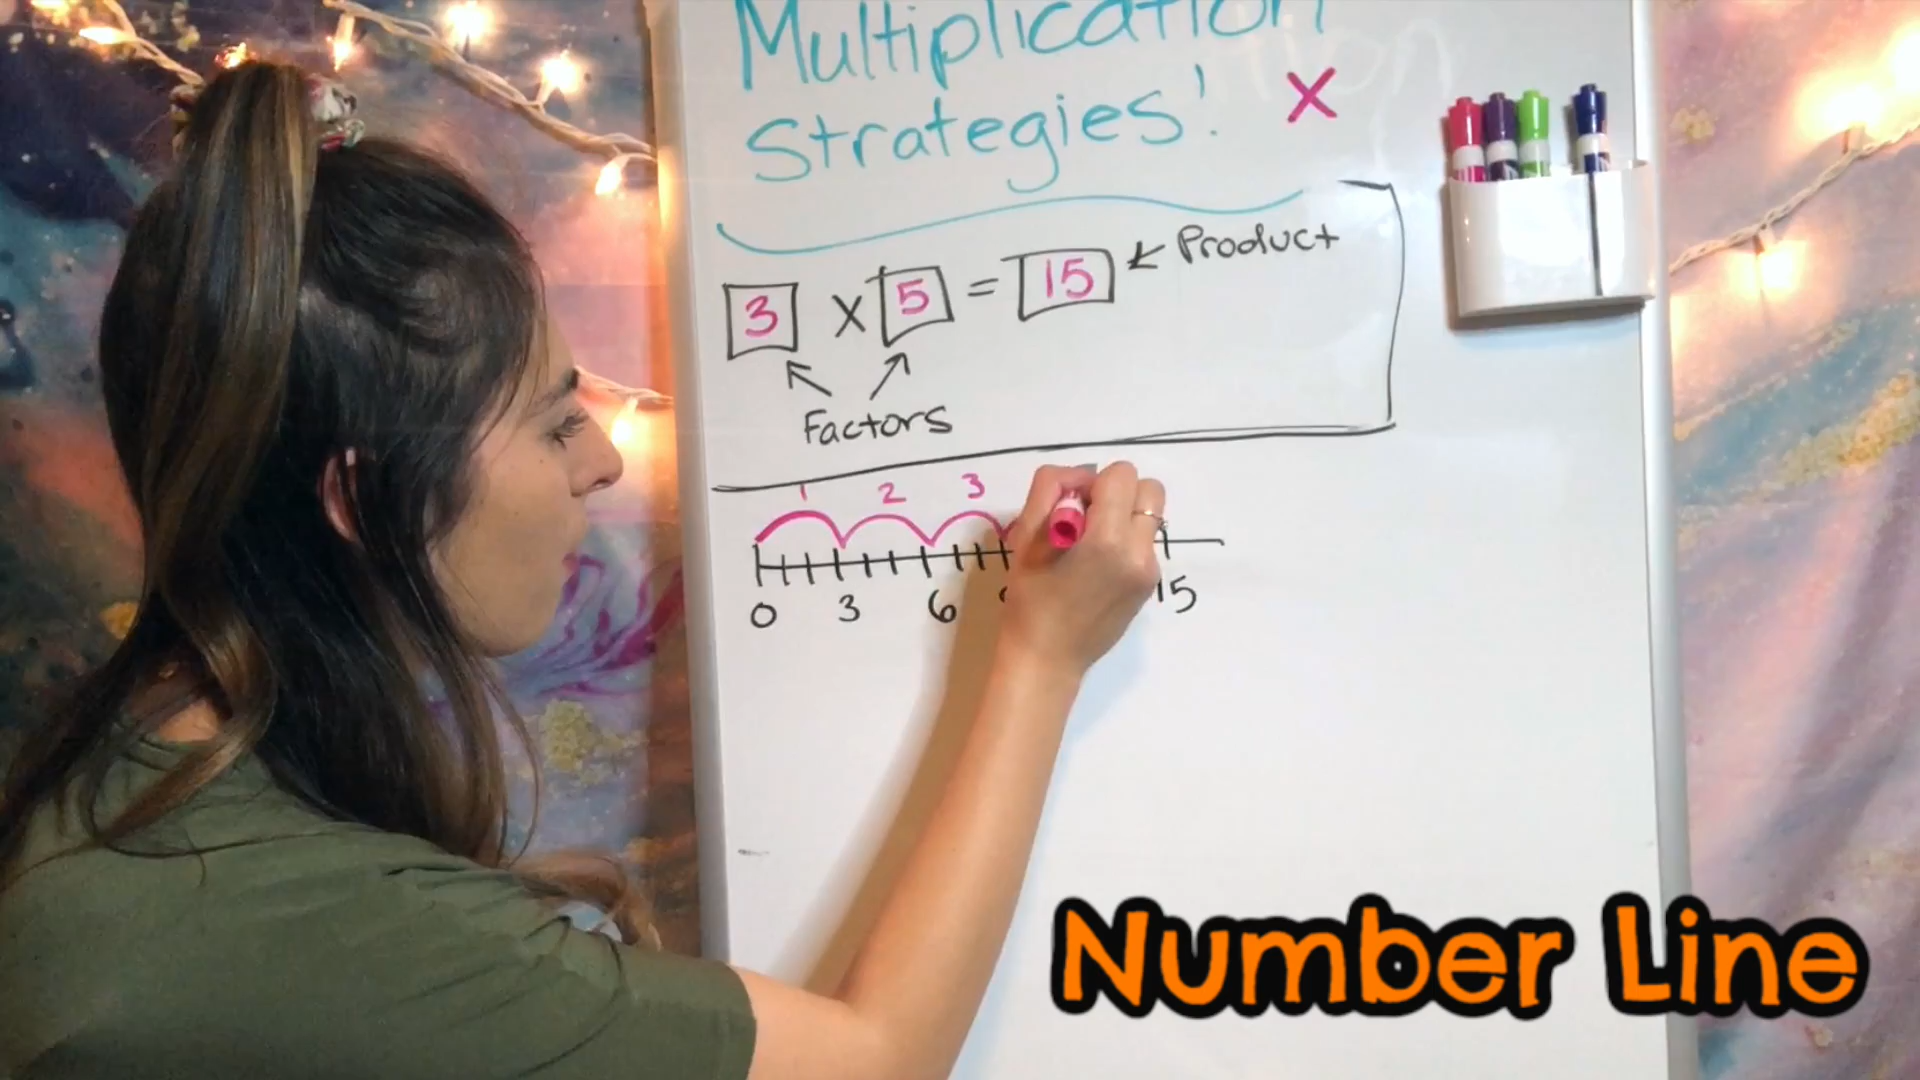 Multiplication
Strategies! X
3 X 5 = 15 Product
Factors
1 2 3
0 3 6 15
Number Line